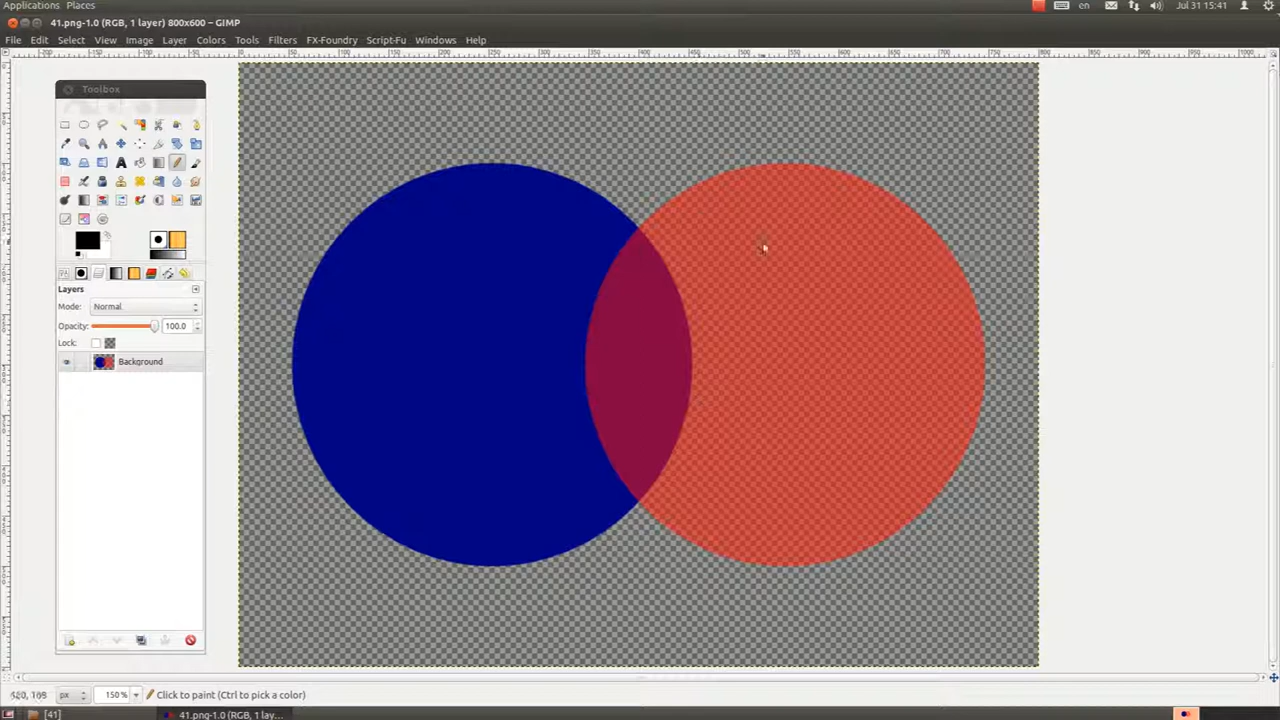 Applications Places en Jul 31 15:41
41.png-1.0 (RGB, 1 layer) 800x600 – GIMP
File Edit Select View Image Layer Colors Tools Filters FX-Foundry Script-Fu Windows Help
Toolbox
Layers
Mode: Normal
Opacity: 100.0
Lock:
Background
px 150% Click to paint (Ctrl to pick a color)
[41] 41.png-1.0 (RGB, 1 lay...